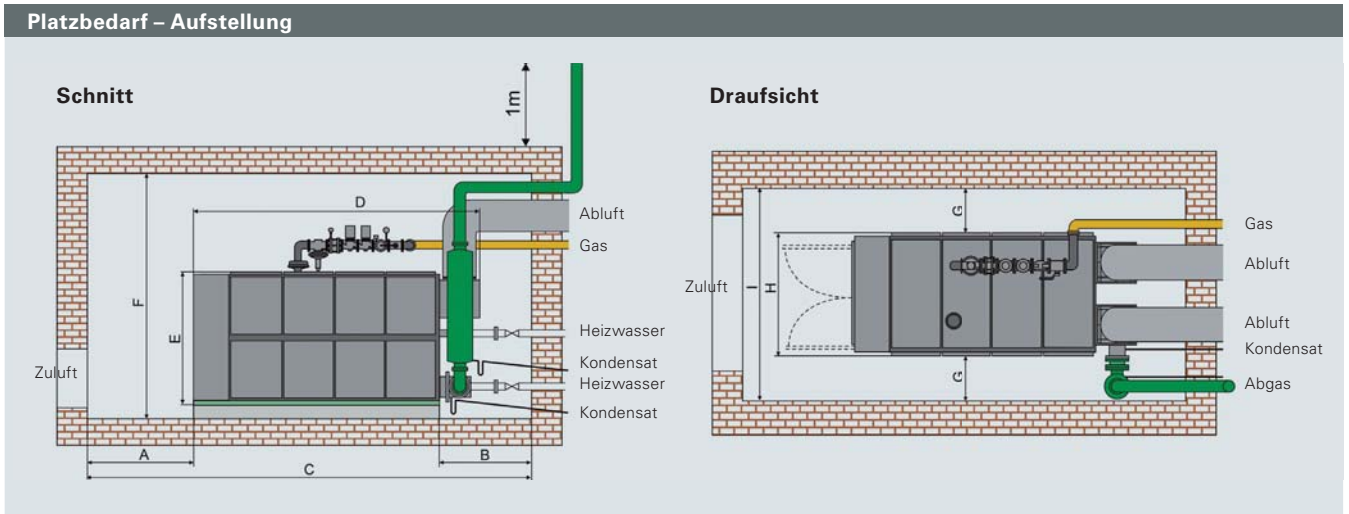 Platzbedarf – Aufstellung
Schnitt
Draufsicht
1m
D
Abluft
Gas
F
E
Heizwasser
Zuluft
Kondensat
Heizwasser
Kondensat
A
B
C
G
Gas
Abluft
Zuluft
I
H
Abluft
Kondensat
G
Abgas